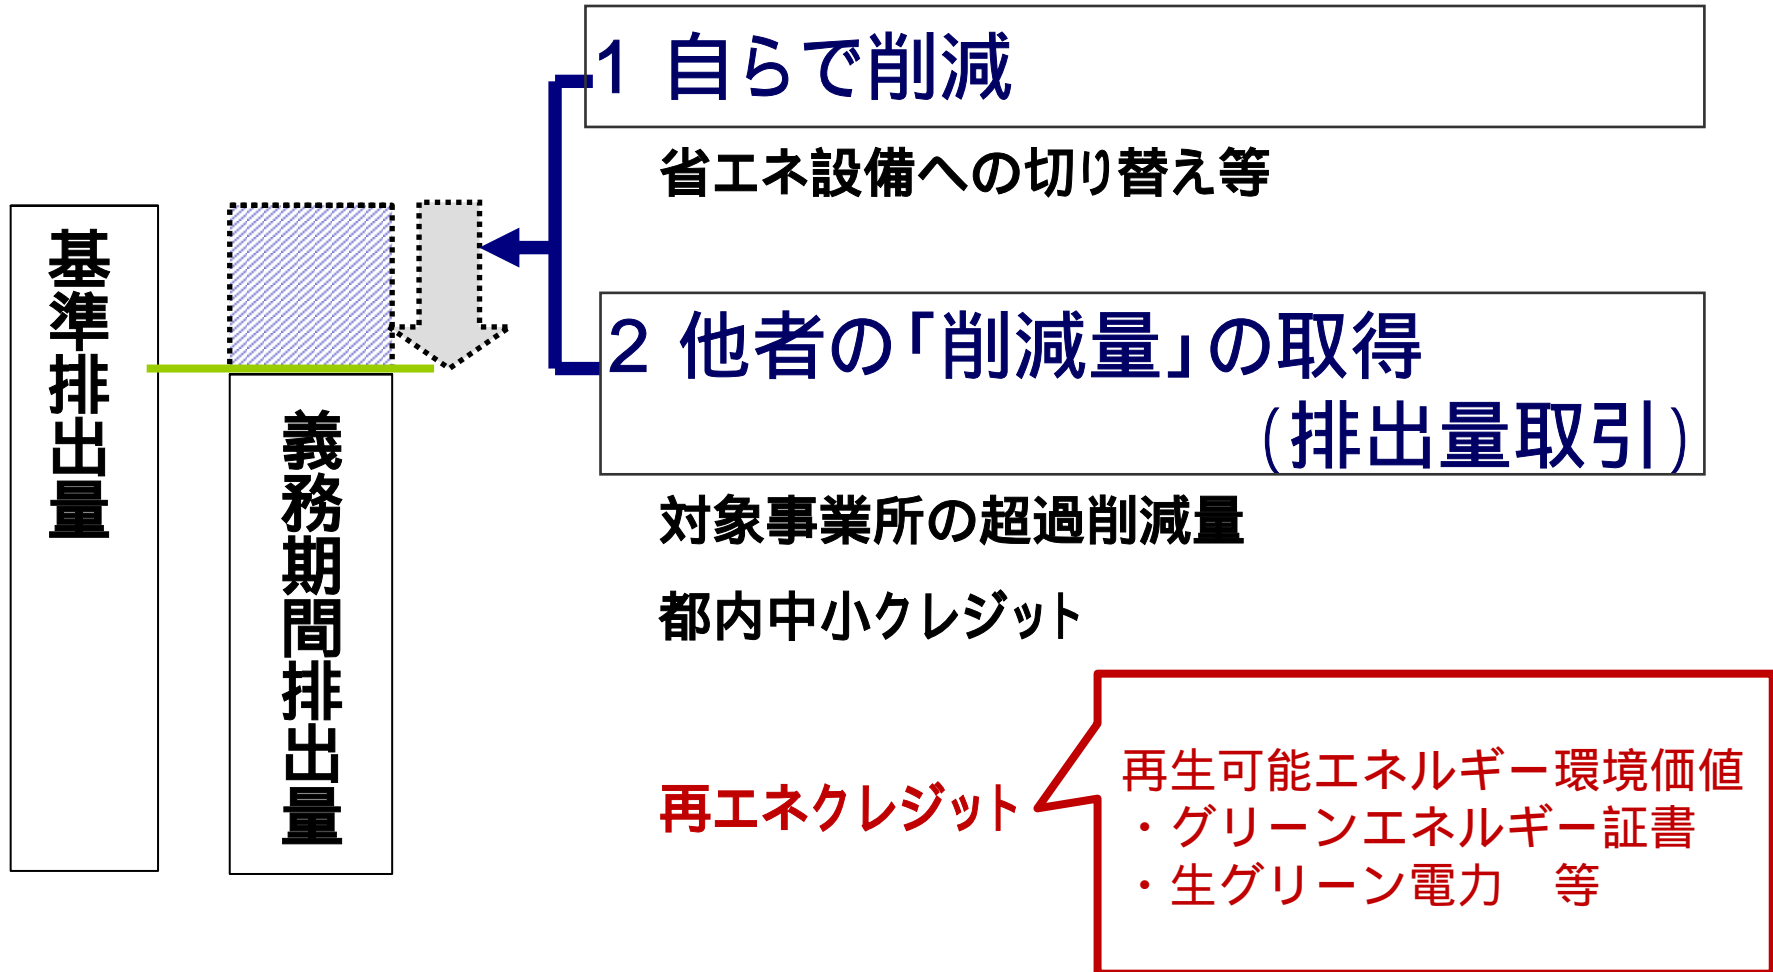 1 自らで削減
省エネ設備への切り替え等
基準排出量
義務期間排出量
2 他者の「削減量」の取得
(排出量取引)
対象事業所の超過削減量
都内中小クレジット
再エネクレジット
再生可能エネルギー環境価値
・グリーンエネルギー証書
・生グリーン電力　等